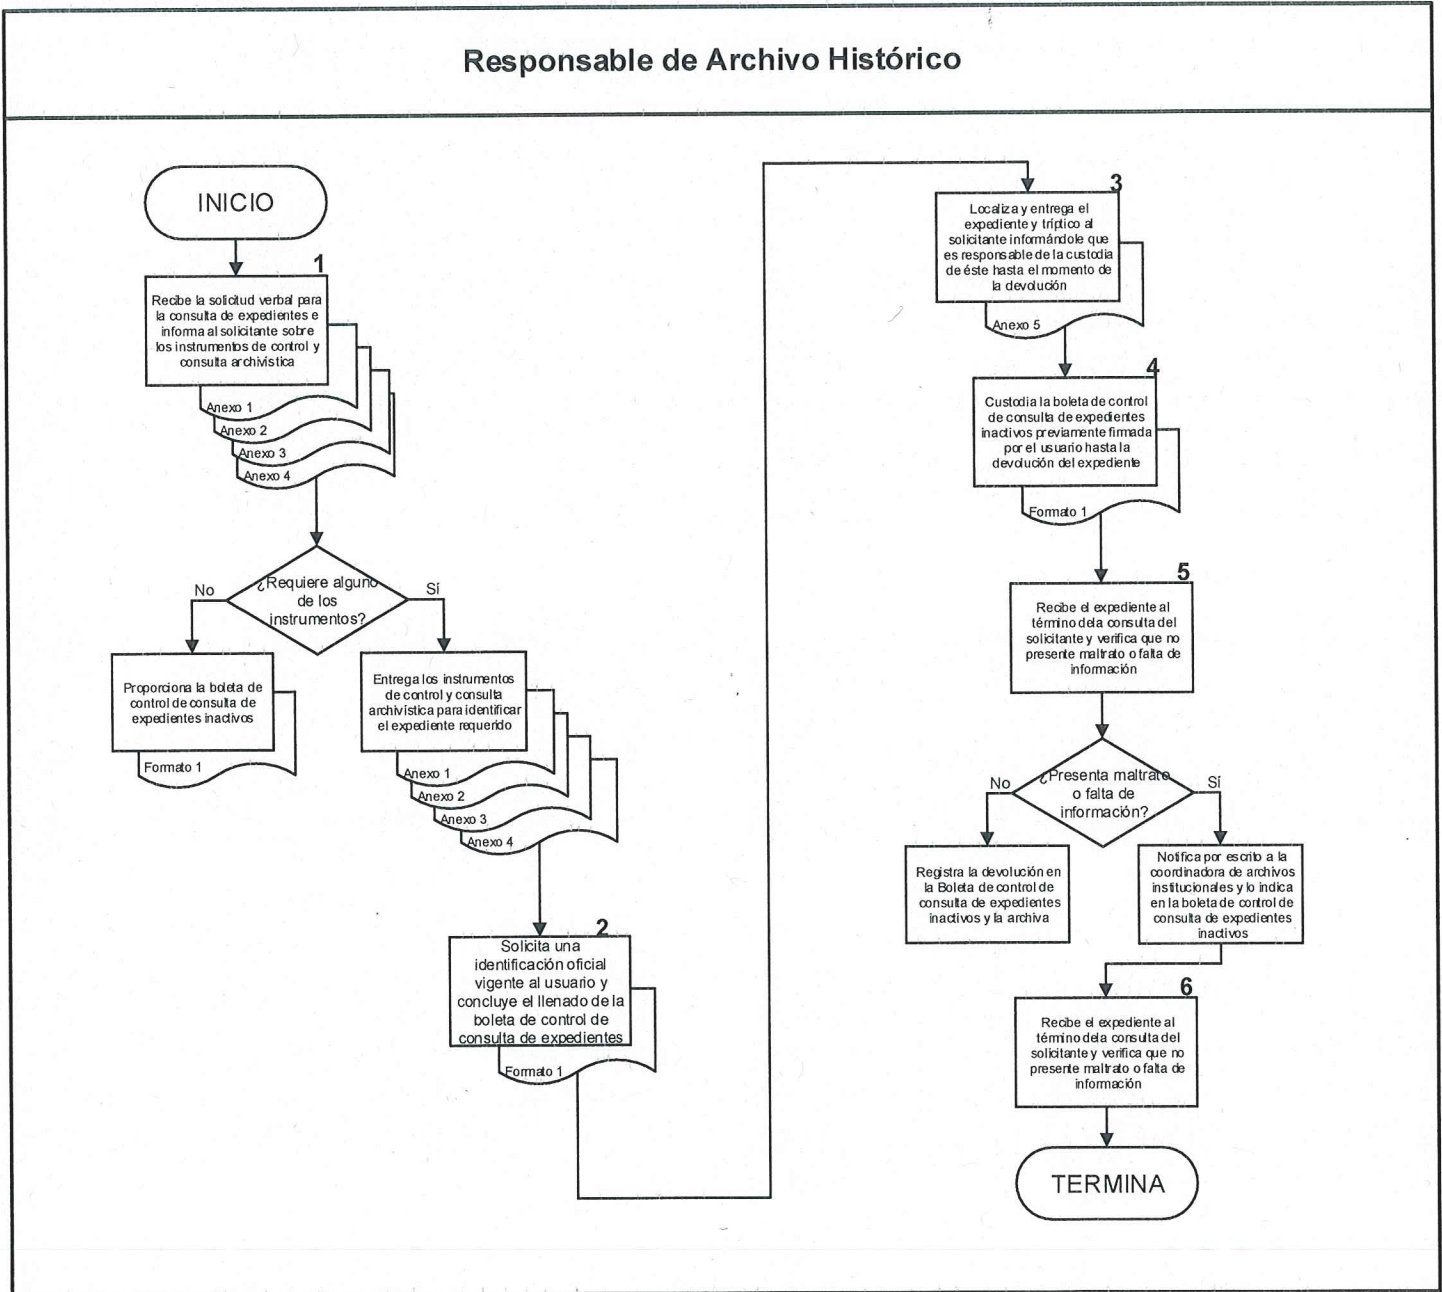 Responsable de Archivo Histórico
INICIO
1
Recibe la solicitud verbal para
la consulta de expedientes e
informa al solicitante sobre
los instrumentos de control y
consulta archivística
Anexo 1
Anexo 2
Anexo 3
Anexo 4
¿Requiere alguno
de los
instrumentos?
No
Sí
Proporciona la boleta de
control de consulta de
expedientes inactivos
Formato 1
Entrega los instrumentos
de control y consulta
archivística para identificar
el expediente requerido
Anexo 1
Anexo 2
Anexo 3
Anexo 4
2
Solicita una
identificación oficial
vigente al usuario y
concluye el llenado de la
boleta de control de
consulta de expedientes
Formato 1
3
Localiza y entrega el
expediente y tríptico al
solicitante informándole que
es responsable de la custodia
de éste hasta el momento de
la devolución
Anexo 5
4
Custodia la boleta de control
de consulta de expedientes
inactivos previamente firmada
por el usuario hasta la
devolución del expediente
Formato 1
5
Recibe el expediente al
término dela consulta del
solicitante y verifica que no
presente maltrato o falta de
información
¿Presenta maltrato
o falta de
información?
No
Sí
Registra la devolución en
la Boleta de control de
consulta de expedientes
inactivos y la archiva
Notifica por escrito a la
coordinadora de archivos
institucionales y lo indica
en la boleta de control de
consulta de expedientes
inactivos
6
Recibe el expediente al
término dela consulta del
solicitante y verifica que no
presente maltrato o falta de
información
TERMINA